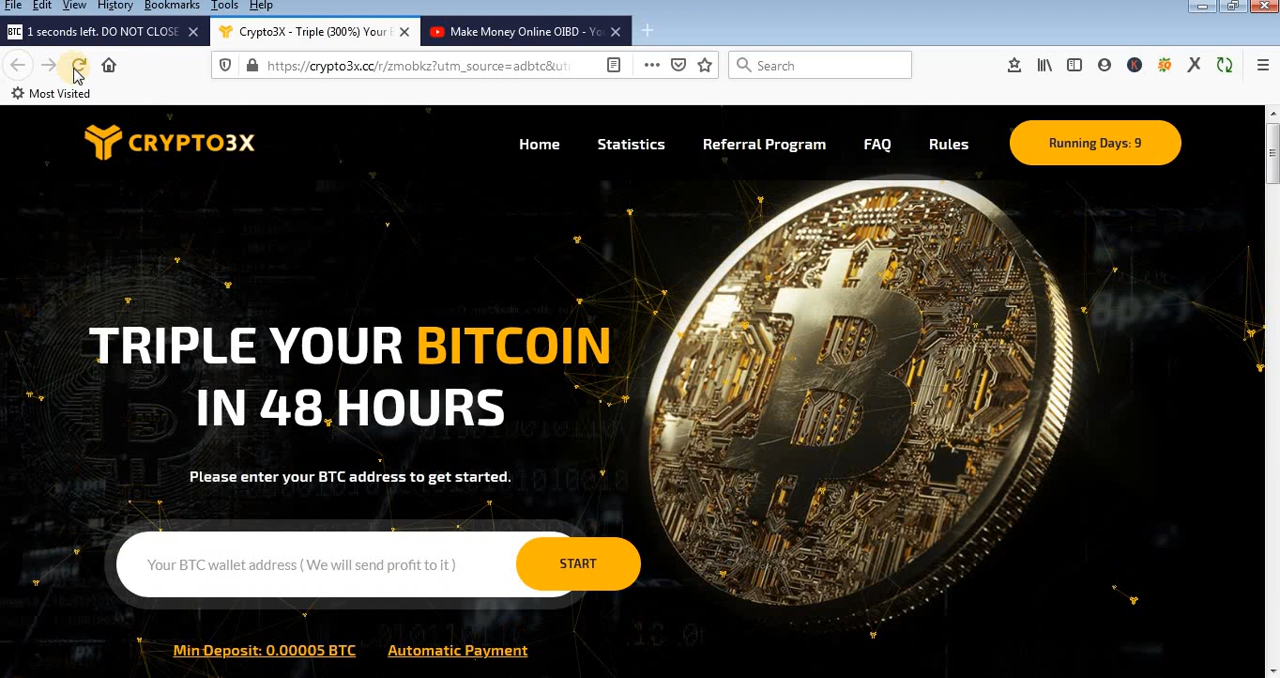 File Edit View History Bookmarks Tools Help
1 seconds left. DO NOT CLOSE
Crypto3X - Triple (300%) Your
Make Money Online OIBD - Yo
https://crypto3x.cc/r/zmobkz?utm_source=adbtc&ut
Search
Most Visited
CRYPTO3X
Home Statistics Referral Program FAQ Rules Running Days: 9
TRIPLE YOUR BITCOIN
IN 48 HOURS
Please enter your BTC address to get started.
Your BTC wallet address ( We will send profit to it )
START
Min Deposit: 0.00005 BTC
Automatic Payment